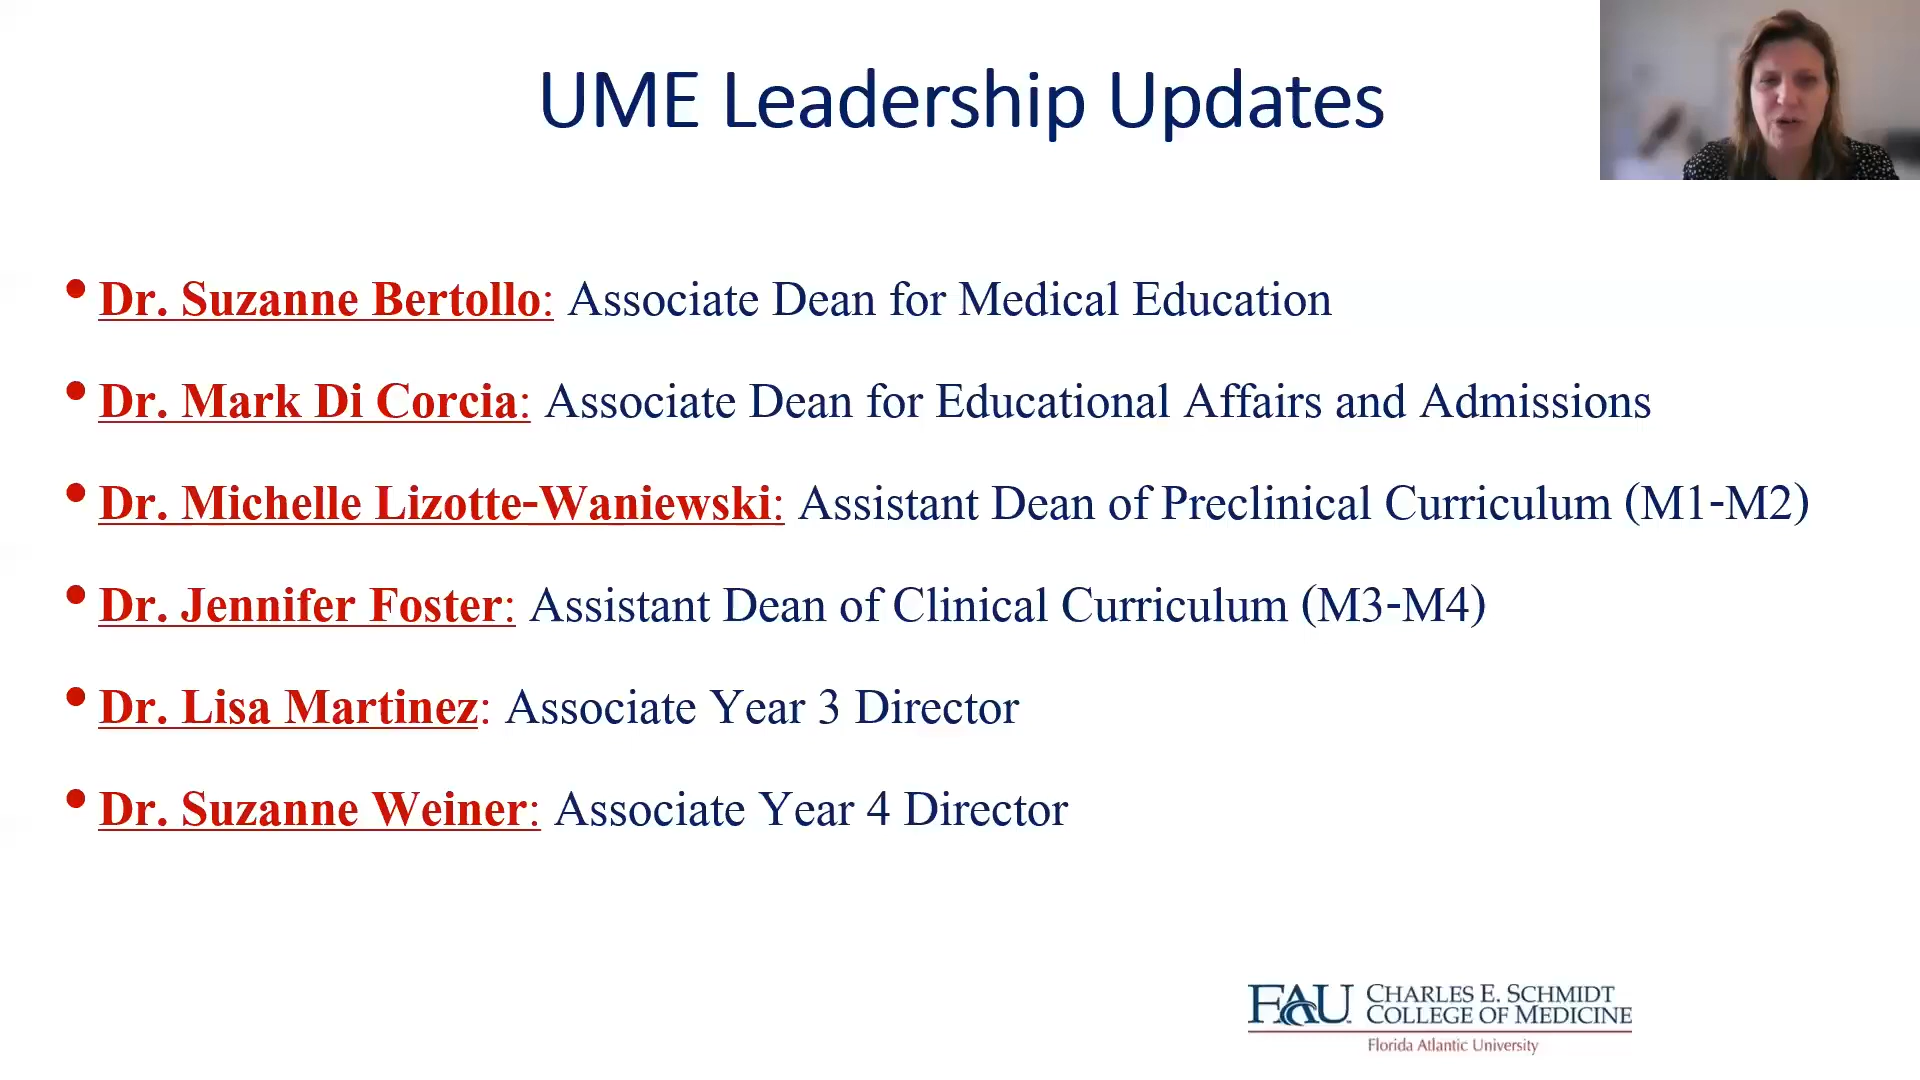 UME Leadership Updates
• Dr. Suzanne Bertollo: Associate Dean for Medical Education
• Dr. Mark Di Corcia: Associate Dean for Educational Affairs and Admissions
• Dr. Michelle Lizotte-Waniewski: Assistant Dean of Preclinical Curriculum (M1-M2)
• Dr. Jennifer Foster: Assistant Dean of Clinical Curriculum (M3-M4)
• Dr. Lisa Martinez: Associate Year 3 Director
• Dr. Suzanne Weiner: Associate Year 4 Director
FAU CHARLES E. SCHMIDT
COLLEGE OF MEDICINE
Florida Atlantic University